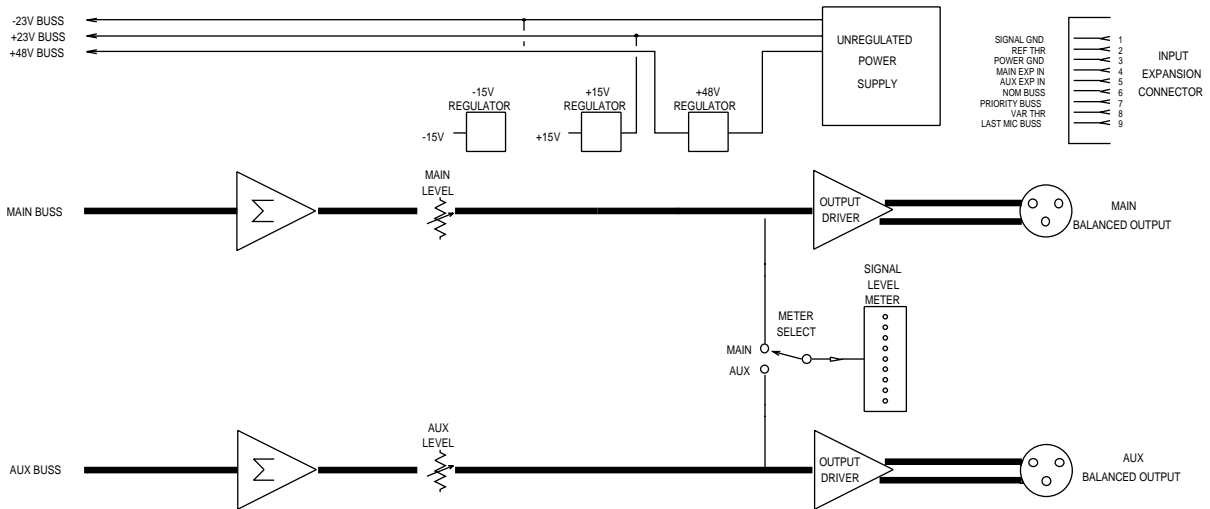 -23V BUSS
+23V BUSS
+48V BUSS
-15V
REGULATOR
-15V
+15V
REGULATOR
+15V
+48V
REGULATOR
UNREGULATED
POWER
SUPPLY
SIGNAL GND 1
REF THR 2
POWER GND 3
MAIN EXP IN 4
AUX EXP IN 5
NOM BUSS 6
PRIORITY BUSS 7
VAR THR 8
LAST MIC BUSS 9
INPUT
EXPANSION
CONNECTOR
MAIN BUSS
Σ
MAIN
LEVEL
OUTPUT
DRIVER
MAIN
BALANCED OUTPUT
SIGNAL
LEVEL
METER
METER
SELECT
MAIN
AUX
AUX BUSS
Σ
AUX
LEVEL
OUTPUT
DRIVER
AUX
BALANCED OUTPUT